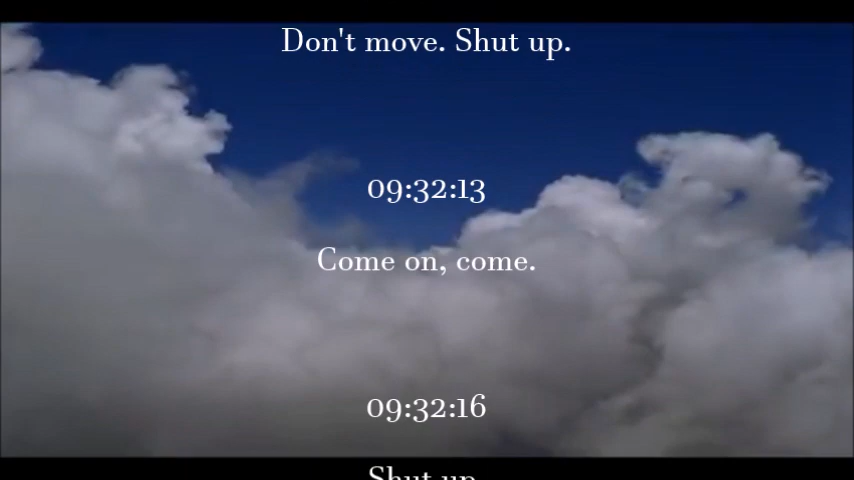 Don't move. Shut up.
09:32:13
Come on, come.
09:32:16
Shut up.